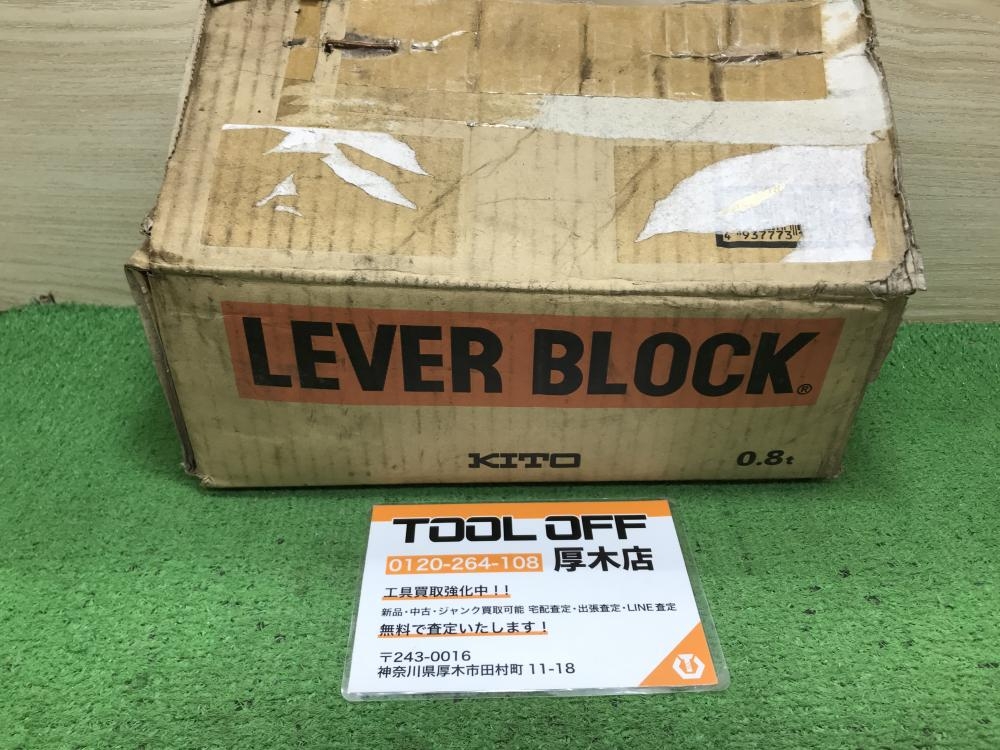 4 937773
LEVER BLOCK®
KITO
0.8t
TOOL OFF
0120-264-108 厚木店
工具買取強化中！！
新品・中古・ジャンク買取可能 宅配査定・出張査定・LINE査定
無料で査定いたします！
〒243-0016
神奈川県厚木市田村町 11-18